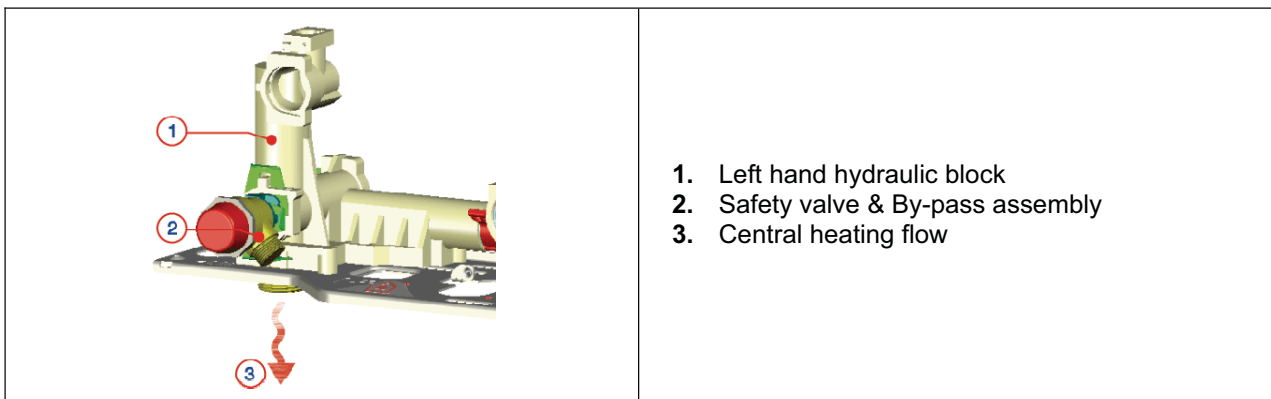 1
2
3
1. Left hand hydraulic block
2. Safety valve & By-pass assembly
3. Central heating flow